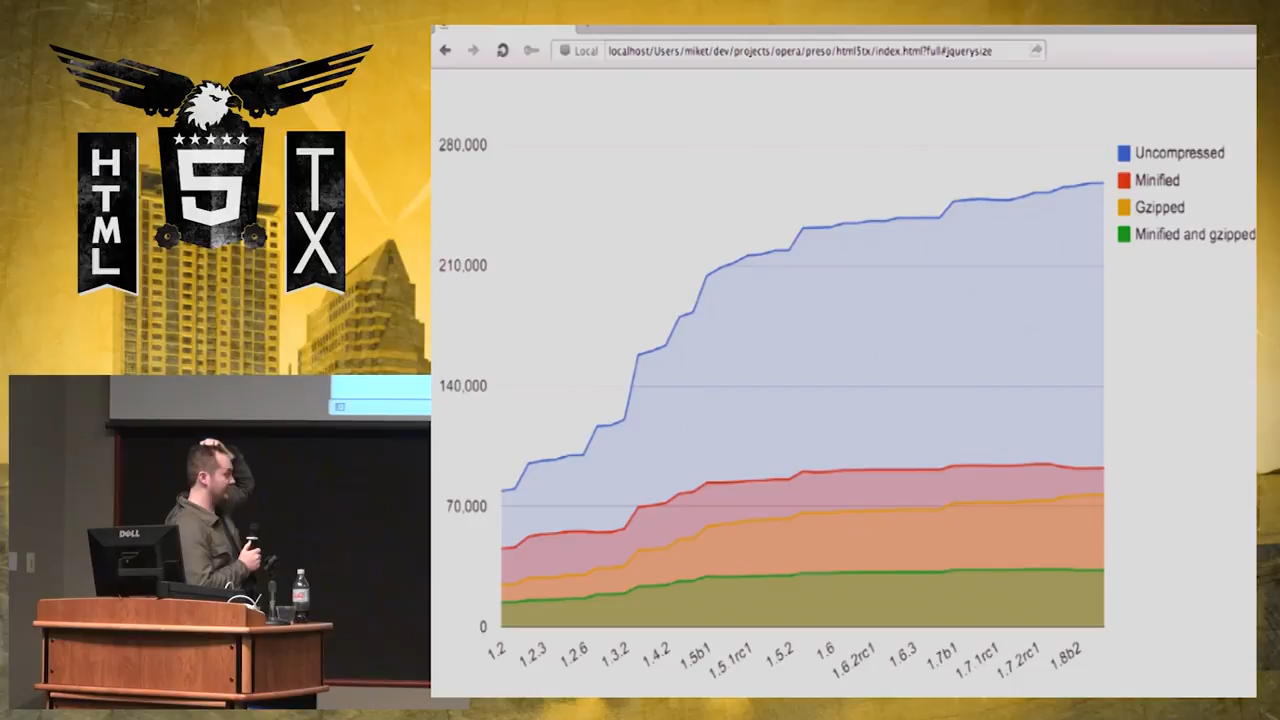 HTML
5
TX
Local
localhost/Users/miket/dev/projects/opera/preso/html5tx/index.html?full#jquerysize
280,000
210,000
140,000
70,000
0
Uncompressed
Minified
Gzipped
Minified and gzipped
1.2
1.2.3
1.2.6
1.3.2
1.4.2
1.5b1
1.5.1rc1
1.5.2
1.6
1.6.2rc1
1.6.3
1.7b1
1.7.1rc1
1.7.2rc1
1.8b2
DELL